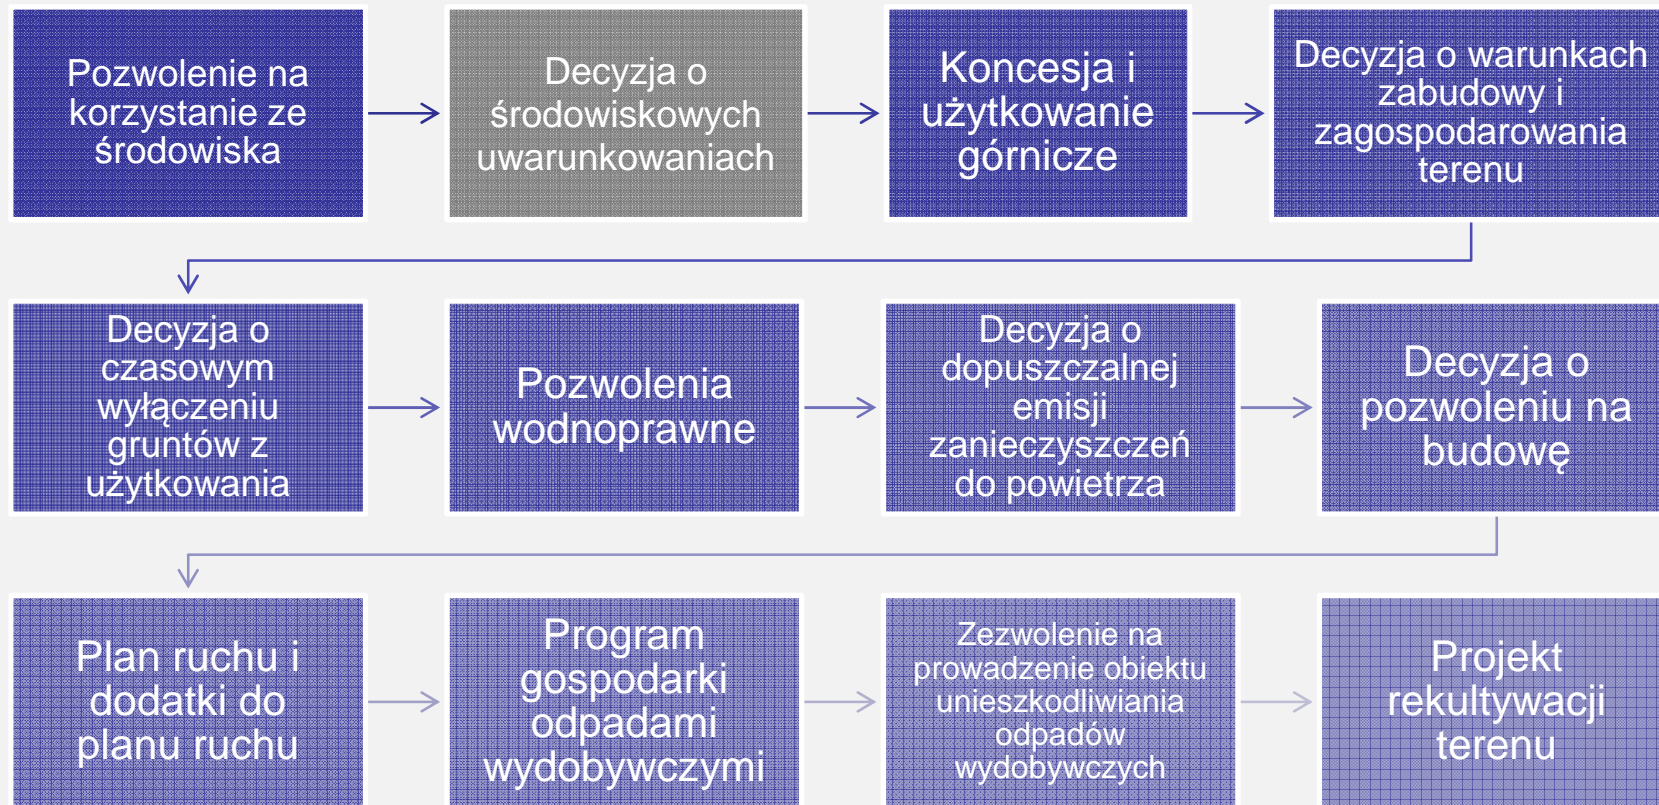 Pozwolenie na
korzystanie ze
środowiska
Decyzja o
środowiskowych
uwarunkowaniach
Koncesja i
użytkowanie
górnicze
Decyzja o warunkach
zabudowy i
zagospodarowania
terenu
Decyzja o
czasowym
wyłączeniu
gruntów z
użytkowania
Pozwolenia
wodnoprawne
Decyzja o
dopuszczalnej
emisji
zanieczyszczeń
do powietrza
Decyzja o
pozwoleniu na
budowę
Plan ruchu i
dodatki do
planu ruchu
Program
gospodarki
odpadami
wydobywczymi
Zezwolenie na
prowadzenie obiektu
unieszkodliwiania
odpadów
wydobywczych
Projekt
rekultywacji
terenu